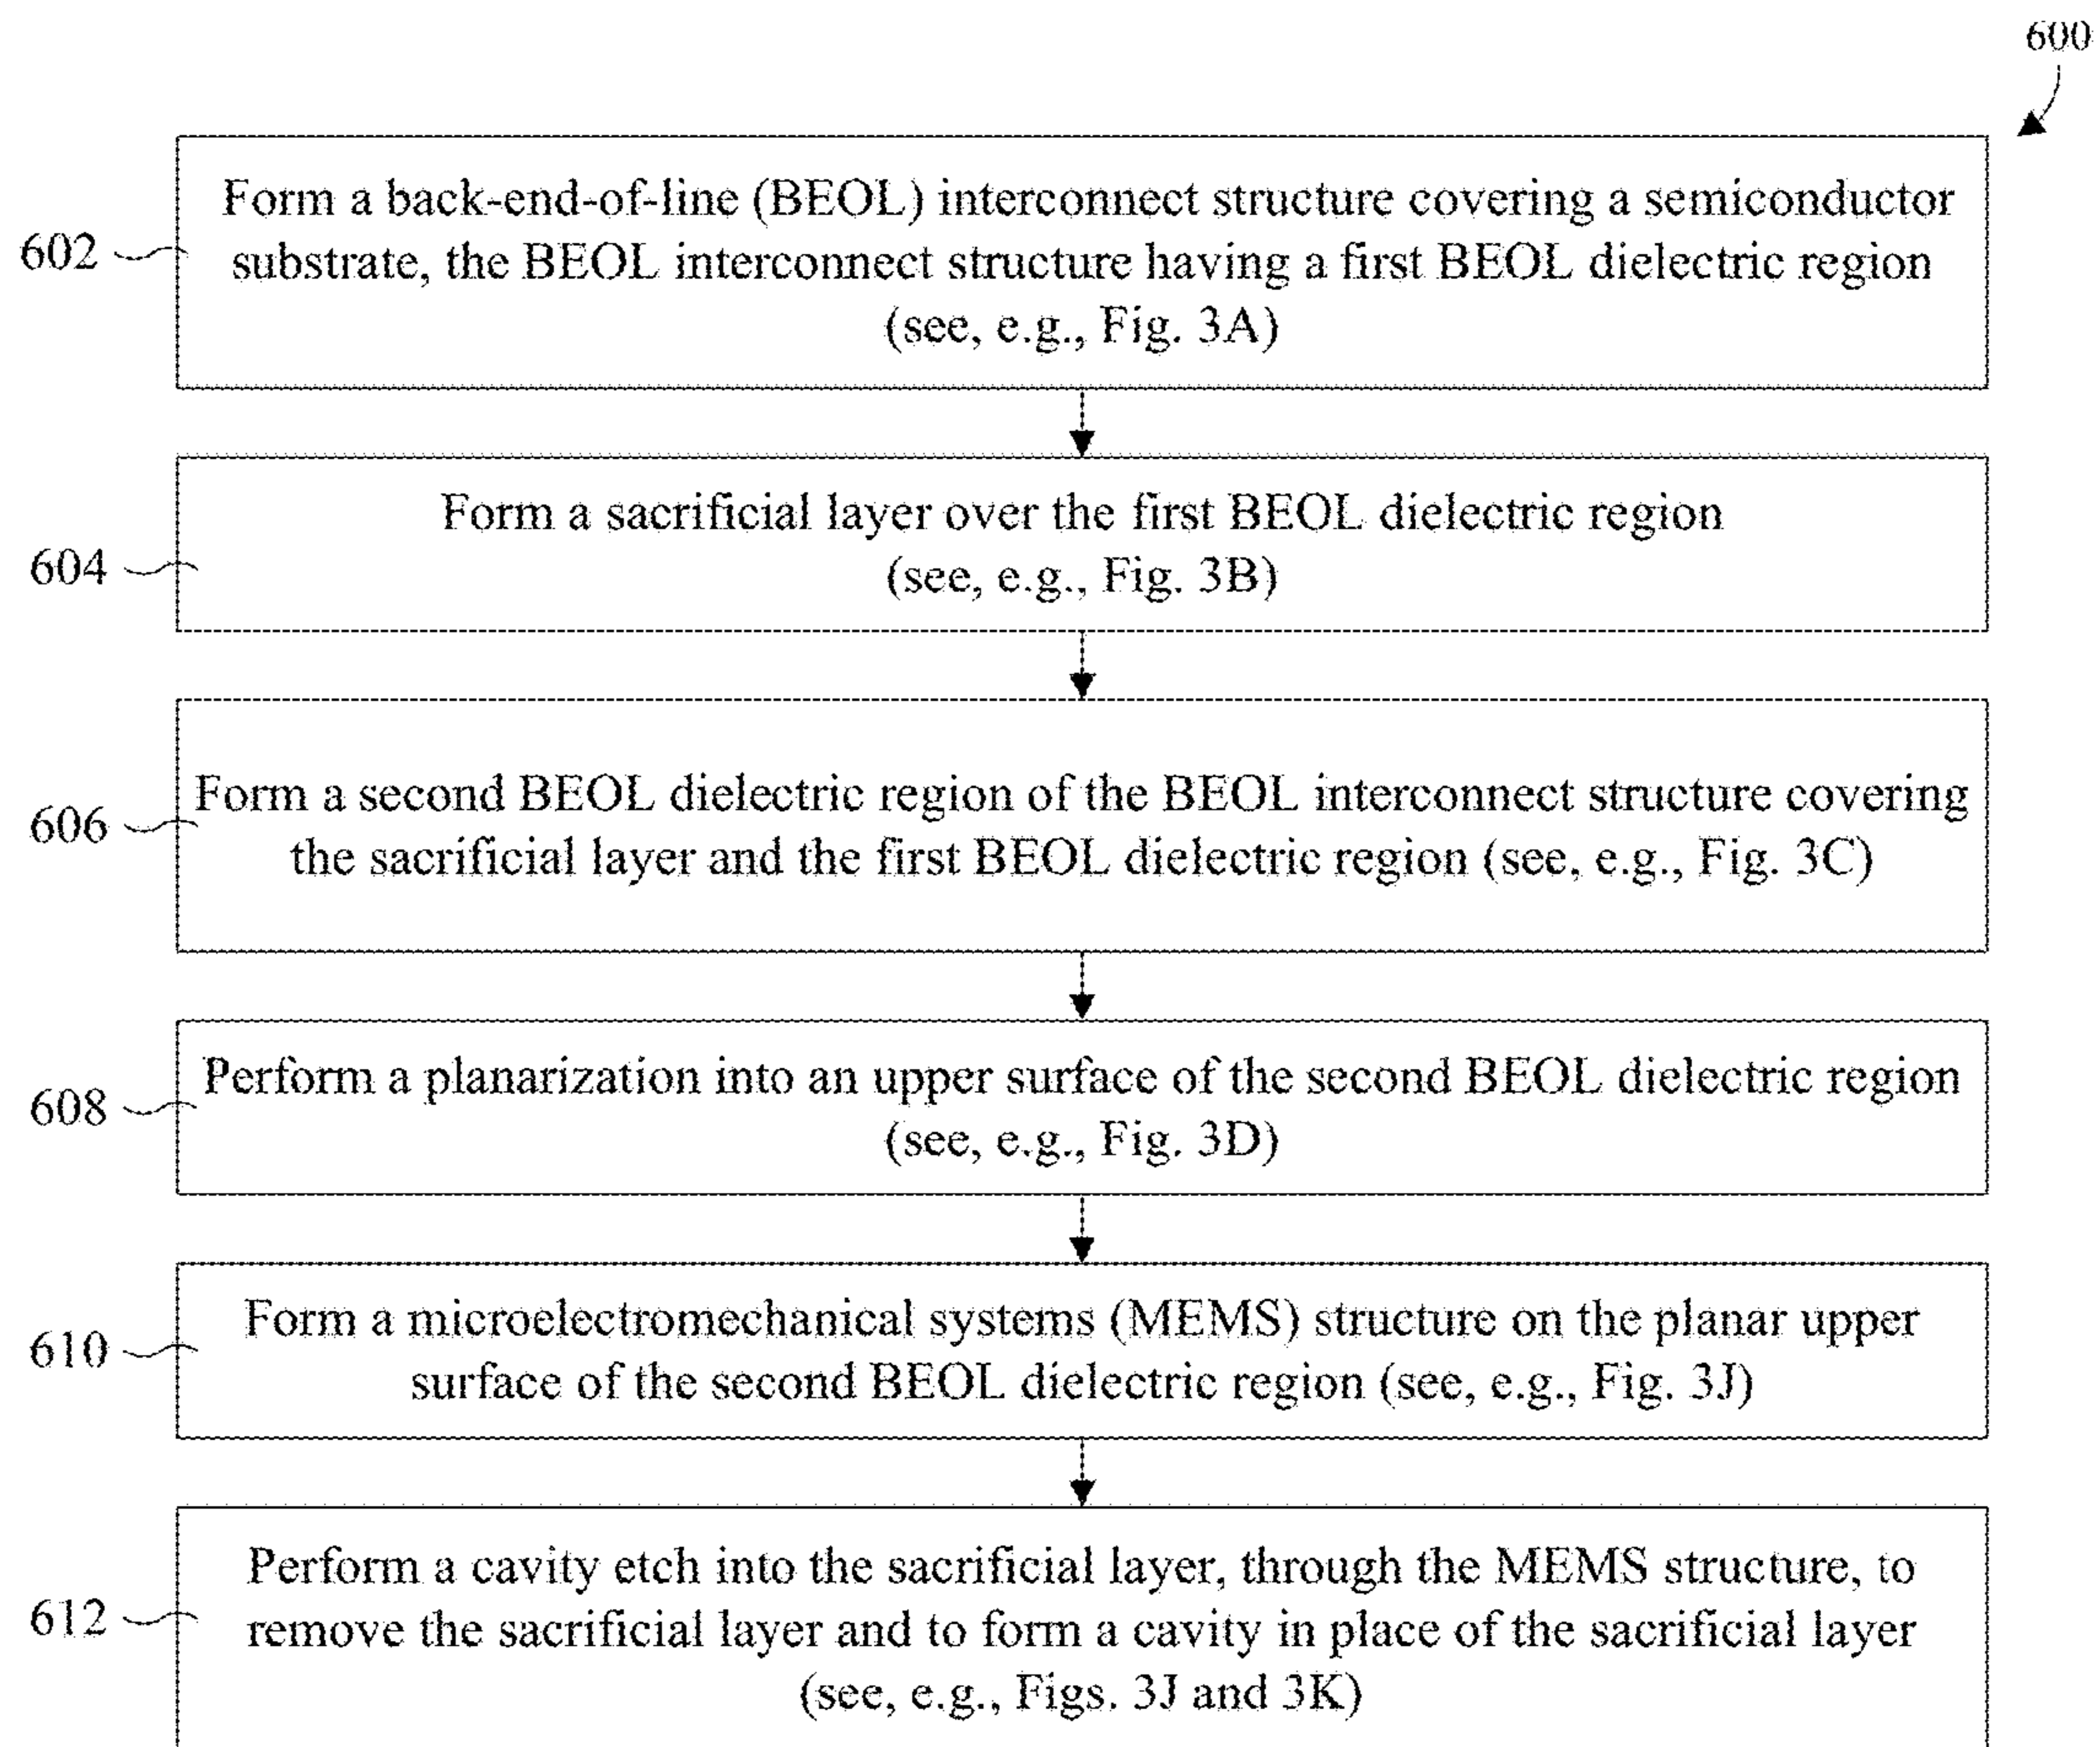 600
Form a back-end-of-line (BEOL) interconnect structure covering a semiconductor
602
substrate, the BEOL interconnect structure having a first BEOL dielectric region
(see, e.g., Fig. 3A)
Form a sacrificial layer over the first BEOL dielectric region
604
(see, e.g., Fig. 3B)
Form a second BEOL dielectric region of the BEOL interconnect structure covering
606
the sacrificial layer and the first BEOL dielectric region (see, e.g., Fig. 3C)
Perform a planarization into an upper surface of the second BEOL dielectric region
608
(see, e.g., Fig. 3D)
Form a microelectromechanical systems (MEMS) structure on the planar upper
610
surface of the second BEOL dielectric region (see, e.g., Fig. 3J)
Perform a cavity etch into the sacrificial layer, through the MEMS structure, to
612
remove the sacrificial layer and to form a cavity in place of the sacrificial layer
(see, e.g., Figs. 3J and 3K)